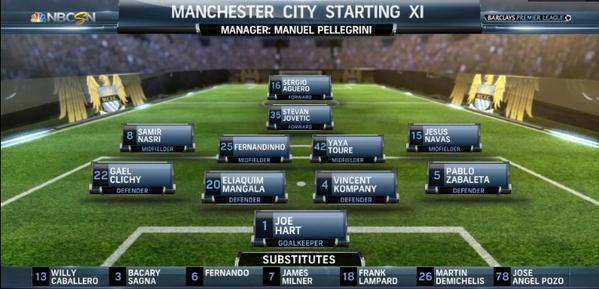 NBCSN
MANCHESTER CITY STARTING XI
BARCLAYS PREMIER LEAGUE
MANAGER: MANUEL PELLEGRINI
16 SERGIO
AGUERO
FORWARD
35 STEVAN
JOVETIC
FORWARD
8 SAMIR
NASRI
MIDFIELDER
25 FERNANDINHO
MIDFIELDER
42 YAYA
TOURE
MIDFIELDER
15 JESUS
NAVAS
MIDFIELDER
22 GAEL
CLICHY
DEFENDER
20 ELIAQUIM
MANGALA
DEFENDER
4 VINCENT
KOMPANY
DEFENDER
5 PABLO
ZABALETA
DEFENDER
1 JOE
HART
GOALKEEPER
SUBSTITUTES
13 WILLY
CABALLERO
3 BACARY
SAGNA
6 FERNANDO
7 JAMES
MILNER
18 FRANK
LAMPARD
26 MARTIN
DEMICHELIS
78 JOSE
ANGEL POZO